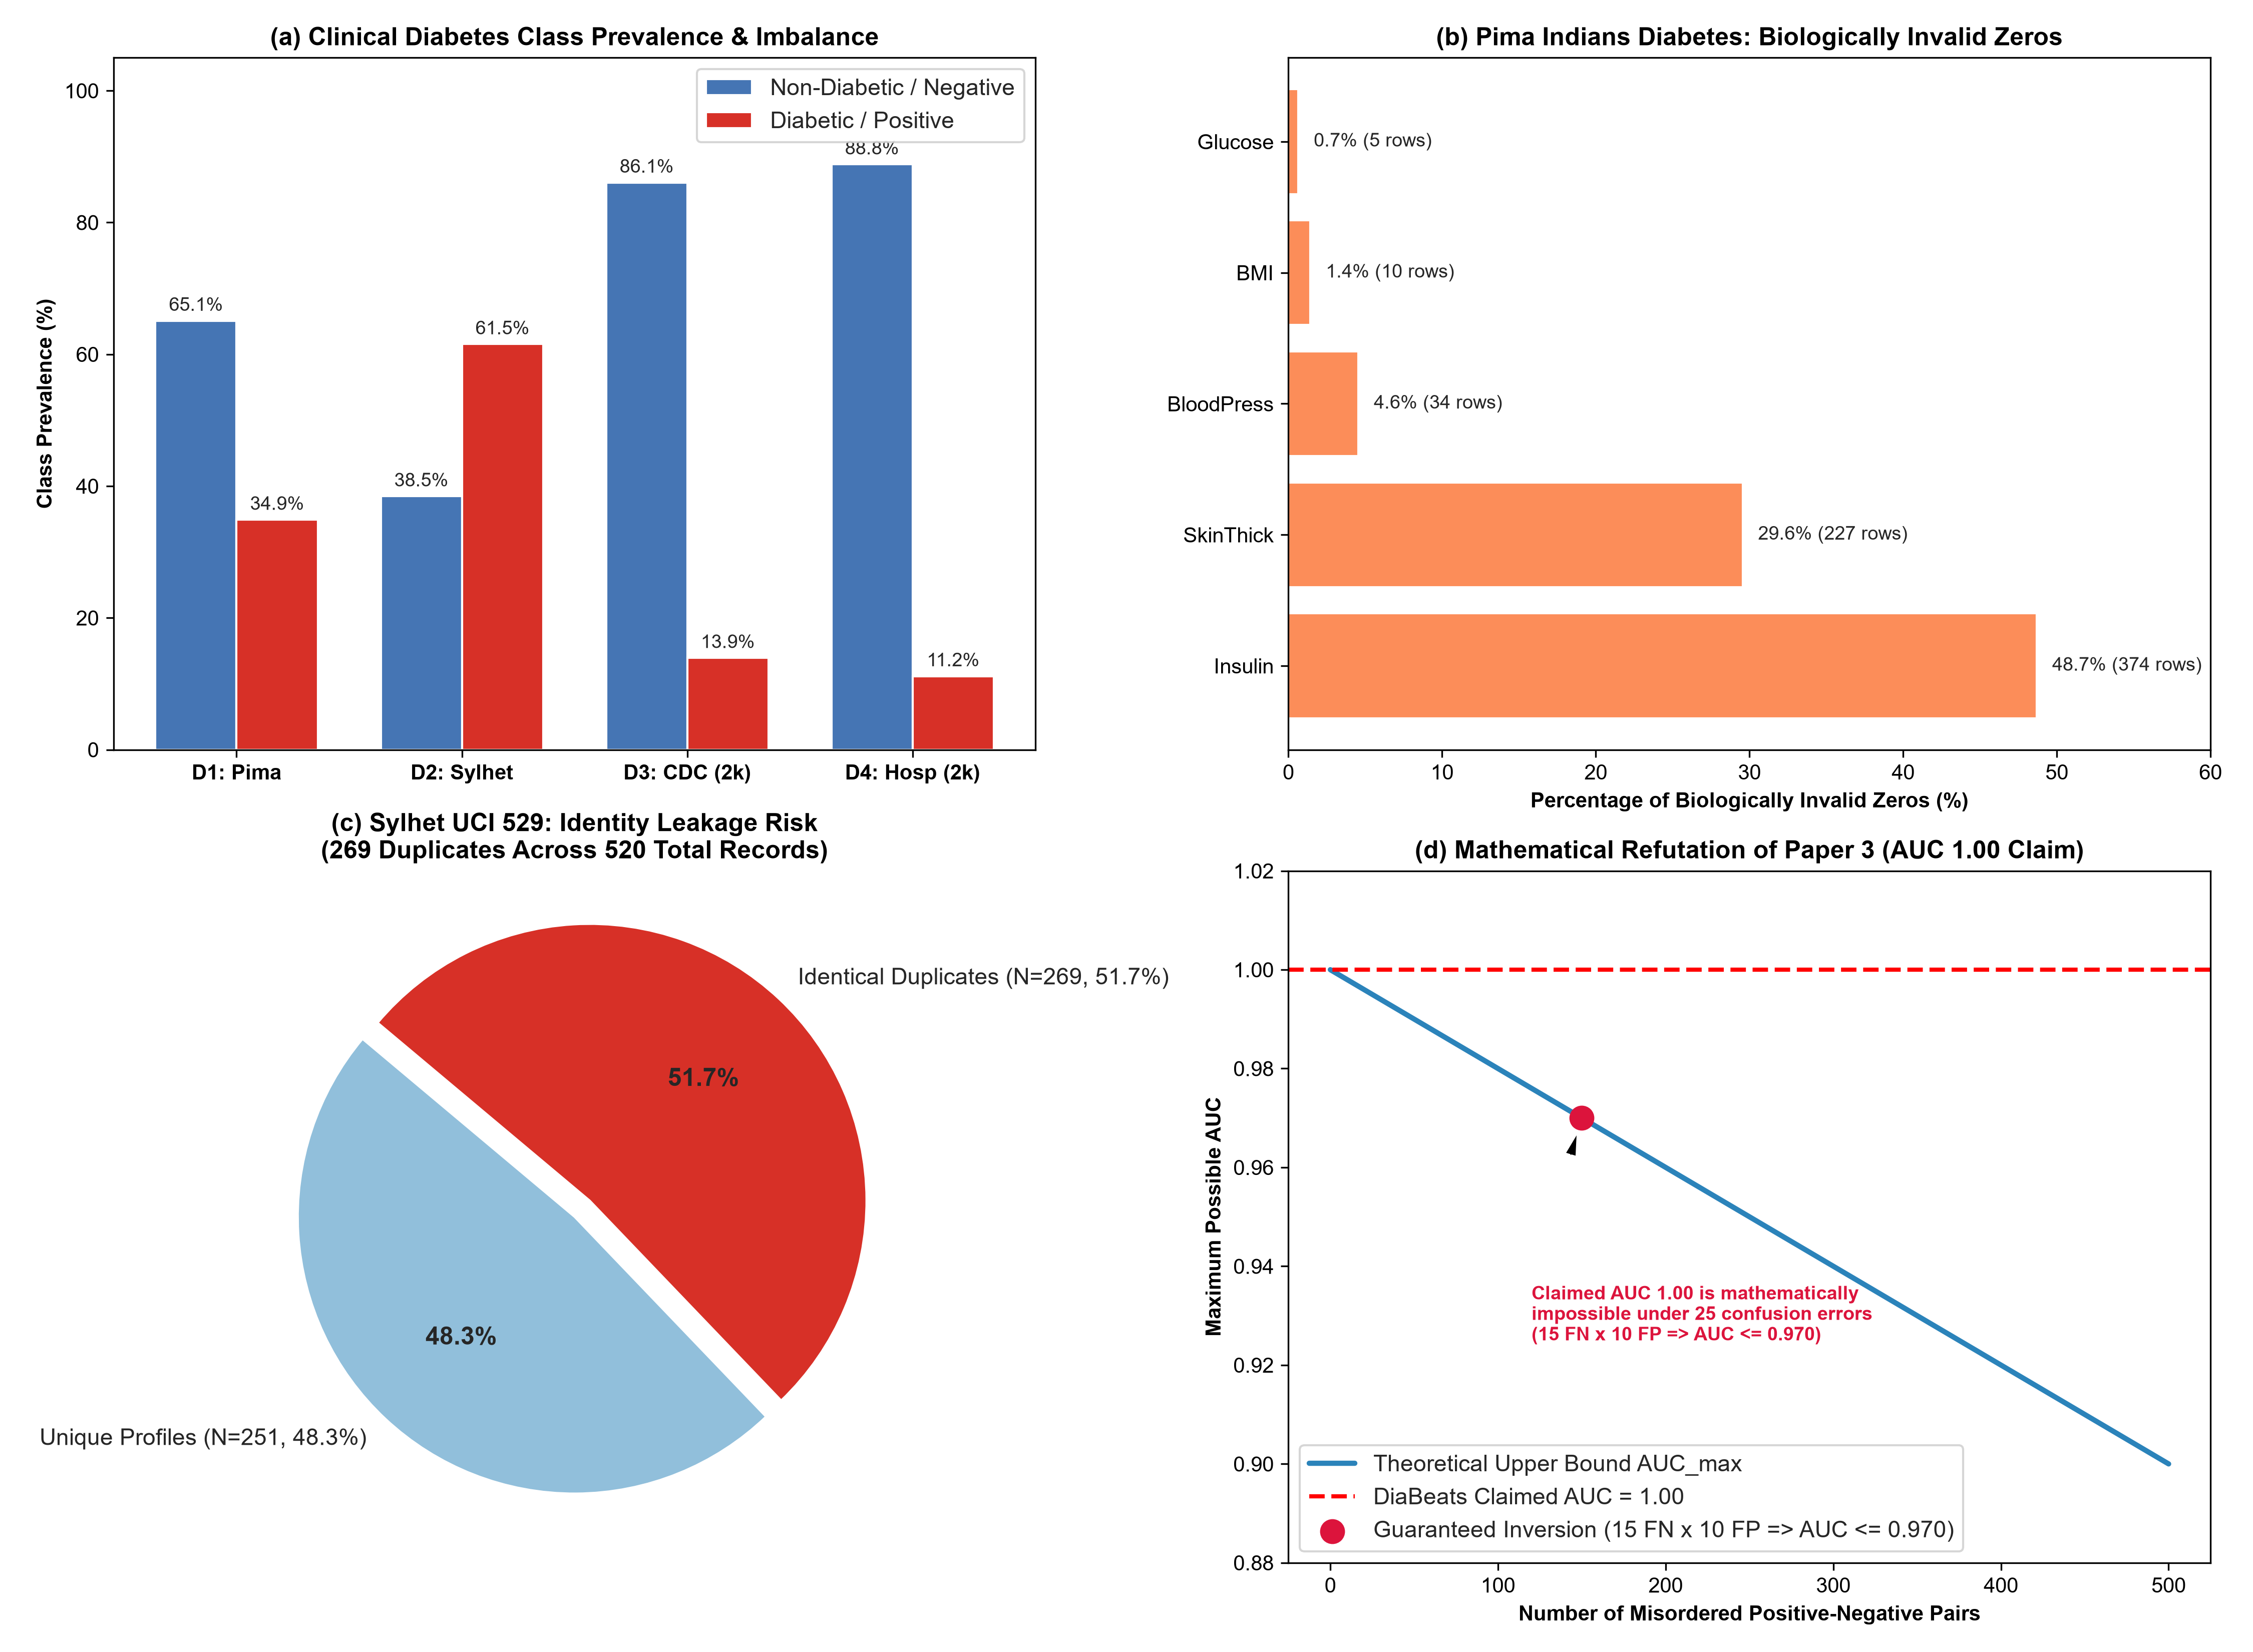 (a) Clinical Diabetes Class Prevalence & Imbalance
Non-Diabetic / Negative
Diabetic / Positive
Class Prevalence (%)
100
80
60
40
20
0
65.1%
34.9%
38.5%
61.5%
86.1%
13.9%
88.8%
11.2%
D1: Pima
D2: Sylhet
D3: CDC (2k)
D4: Hosp (2k)
(b) Pima Indians Diabetes: Biologically Invalid Zeros
Glucose
0.7% (5 rows)
BMI
1.4% (10 rows)
BloodPress
4.6% (34 rows)
SkinThick
29.6% (227 rows)
Insulin
48.7% (374 rows)
0
10
20
30
40
50
60
Percentage of Biologically Invalid Zeros (%)
(c) Sylhet UCI 529: Identity Leakage Risk
(269 Duplicates Across 520 Total Records)
Identical Duplicates (N=269, 51.7%)
51.7%
48.3%
Unique Profiles (N=251, 48.3%)
(d) Mathematical Refutation of Paper 3 (AUC 1.00 Claim)
Maximum Possible AUC
1.02
1.00
0.98
0.96
0.94
0.92
0.90
0.88
Claimed AUC 1.00 is mathematically
impossible under 25 confusion errors
(15 FN x 10 FP => AUC <= 0.970)
Theoretical Upper Bound AUC_max
DiaBeats Claimed AUC = 1.00
Guaranteed Inversion (15 FN x 10 FP => AUC <= 0.970)
0
100
200
300
400
500
Number of Misordered Positive-Negative Pairs